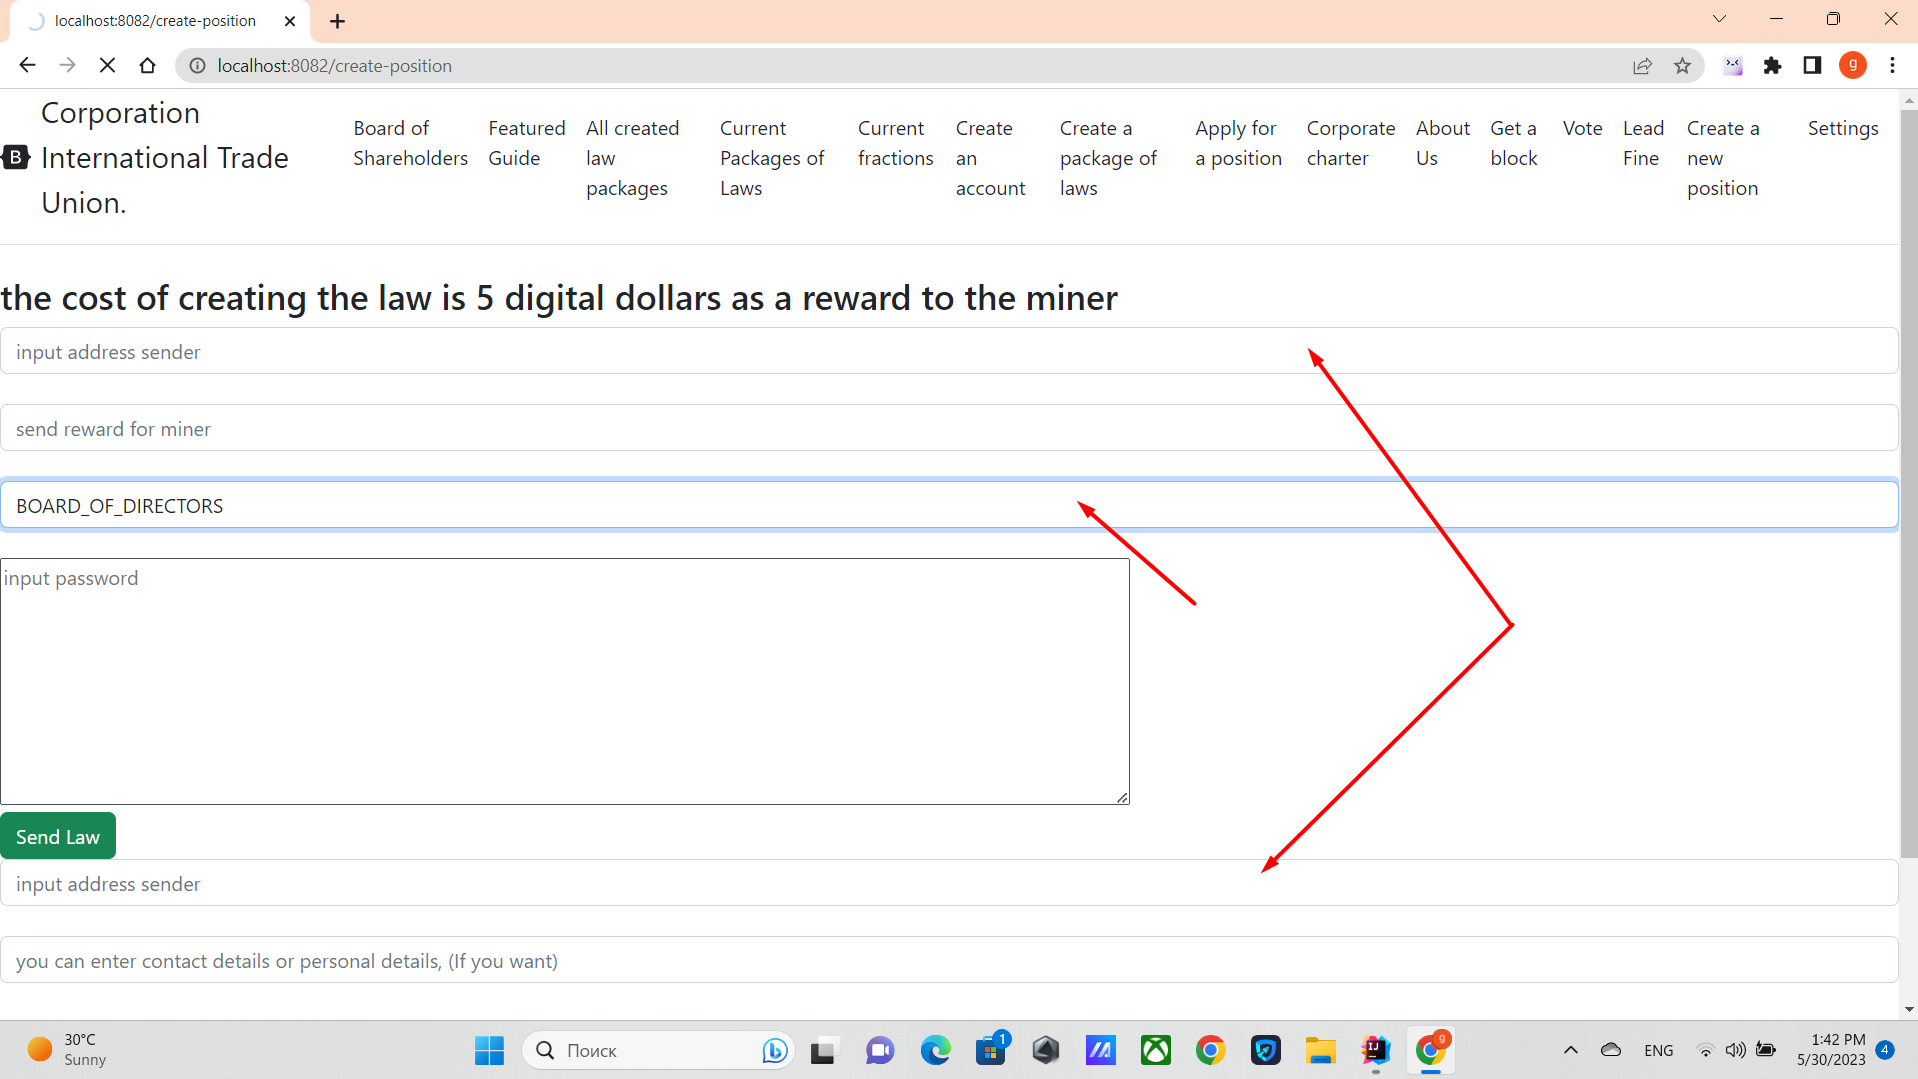 localhost:8082/create-position
localhost:8082/create-position
g
B
Corporation
International Trade
Union.
Board of
Shareholders
Featured
Guide
All created
law
packages
Current
Packages of
Laws
Current
fractions
Create
an
account
Create a
package of
laws
Apply for
a position
Corporate
charter
About
Us
Get a
block
Vote
Lead
Fine
Create a
new
position
Settings
the cost of creating the law is 5 digital dollars as a reward to the miner
input address sender
send reward for miner
BOARD_OF_DIRECTORS
input password
Send Law
input address sender
you can enter contact details or personal details, (If you want)
30°C
Sunny
Поиск
1
IJ
g
ENG
1:42 PM
5/30/2023
4